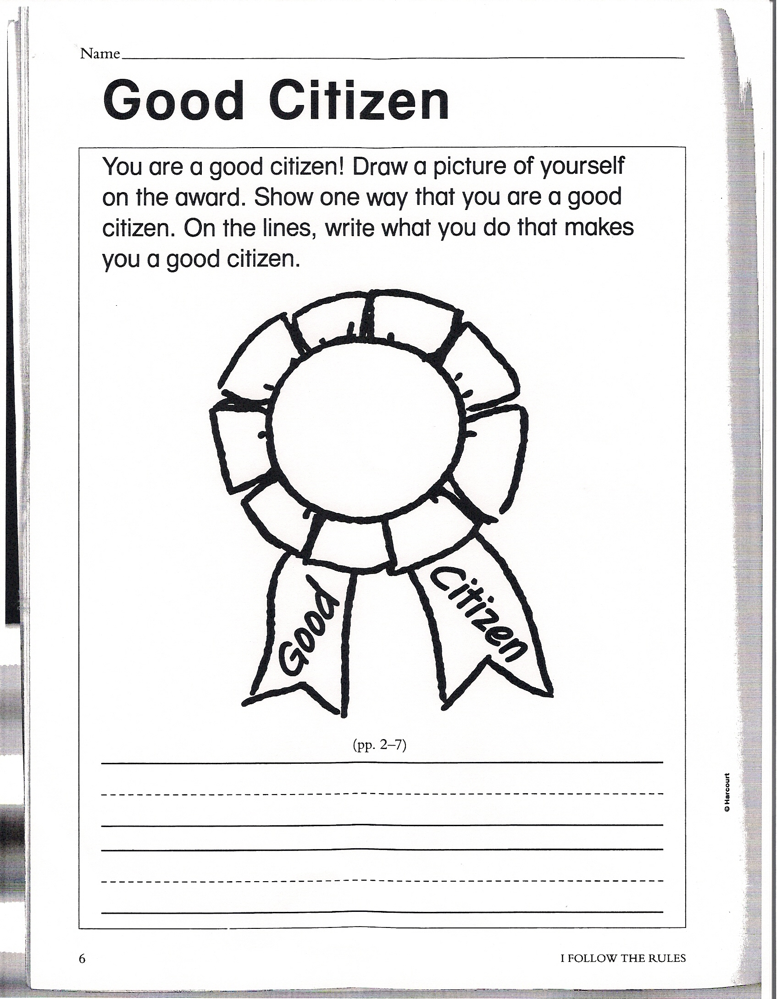 Name
Good Citizen
You are a good citizen! Draw a picture of yourself
on the award. Show one way that you are a good
citizen. On the lines, write what you do that makes
you a good citizen.
Good
Citizen
(pp. 2–7)
© Harcourt
6
I FOLLOW THE RULES